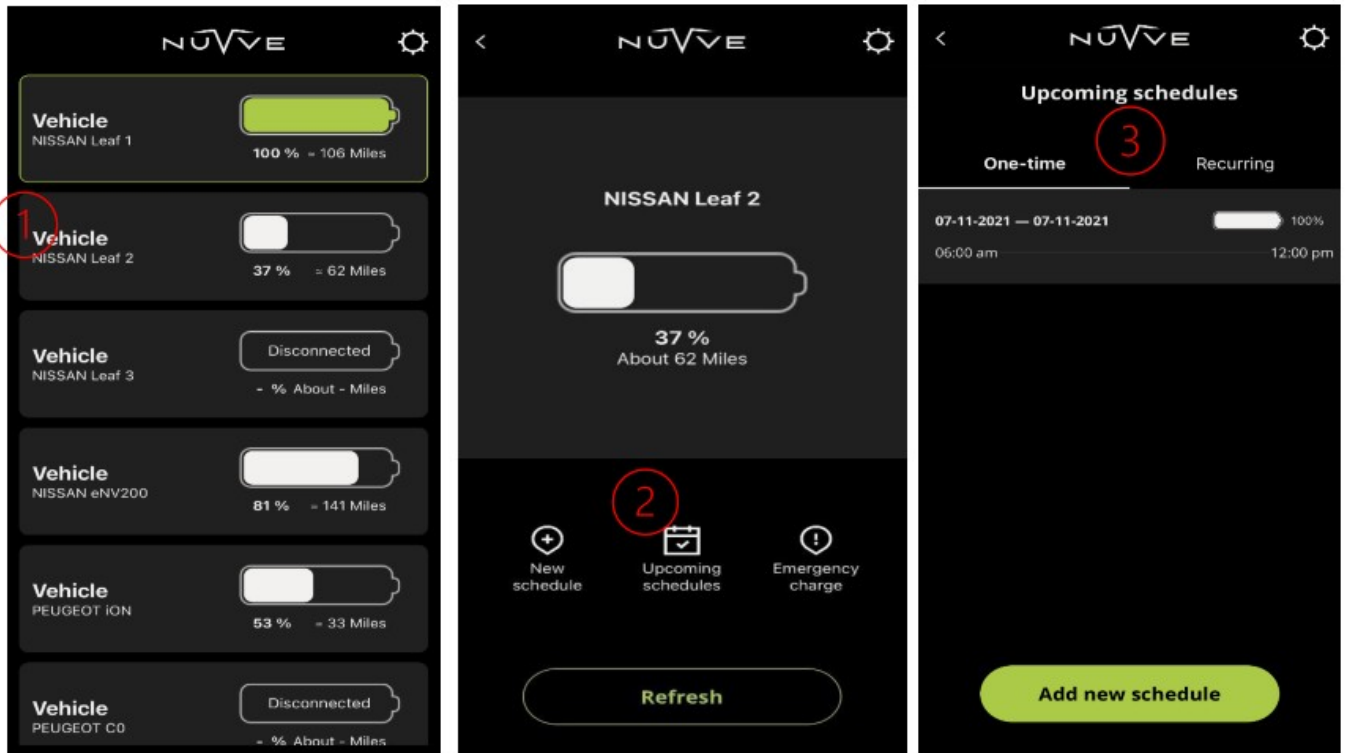 NUVVE
Vehicle
NISSAN Leaf 1
100 % = 106 Miles
1
Vehicle
NISSAN Leaf 2
37 % = 62 Miles
Vehicle
NISSAN Leaf 3
Disconnected
- % About - Miles
Vehicle
NISSAN eNV200
81 % = 141 Miles
Vehicle
PEUGEOT iON
53 % = 33 Miles
Vehicle
PEUGEOT C0
Disconnected
- % About - Miles
<
NUVVE
NISSAN Leaf 2
37 %
About 62 Miles
2
New
schedule
Upcoming
schedules
Emergency
charge
Refresh
<
NUVVE
Upcoming schedules
3
One-time Recurring
07-11-2021 — 07-11-2021 100%
06:00 am 12:00 pm
Add new schedule